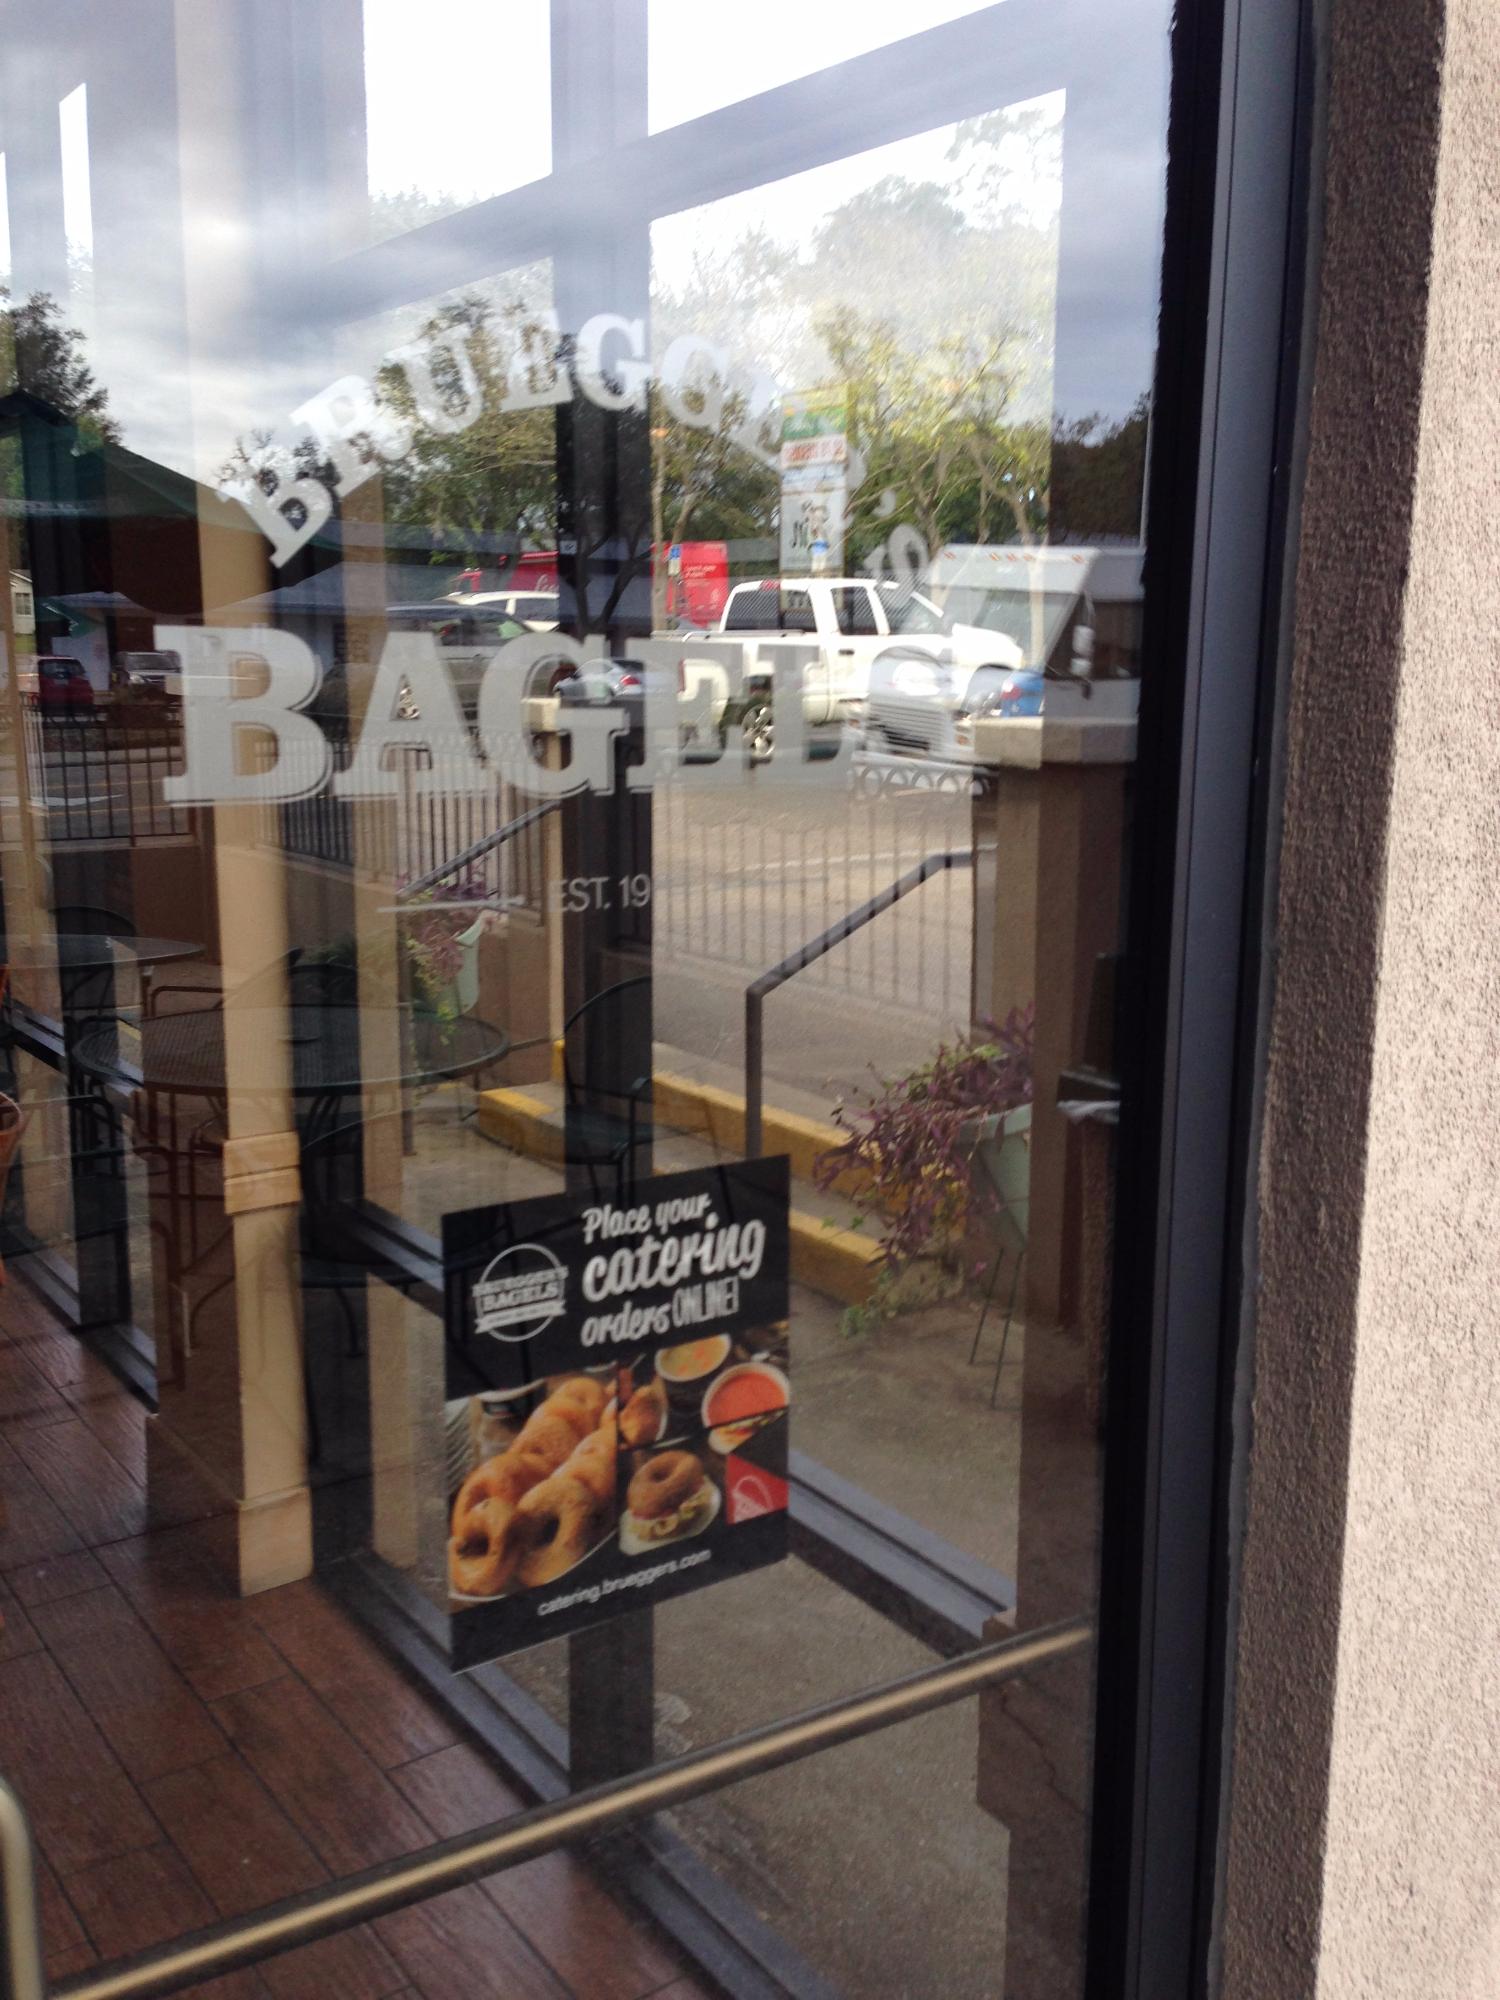 BRUEGGER'S
BAGELS
EST. 19
Place your
catering
orders ONLINE!
BRUEGGER'S
BAGELS
catering.brueggers.com